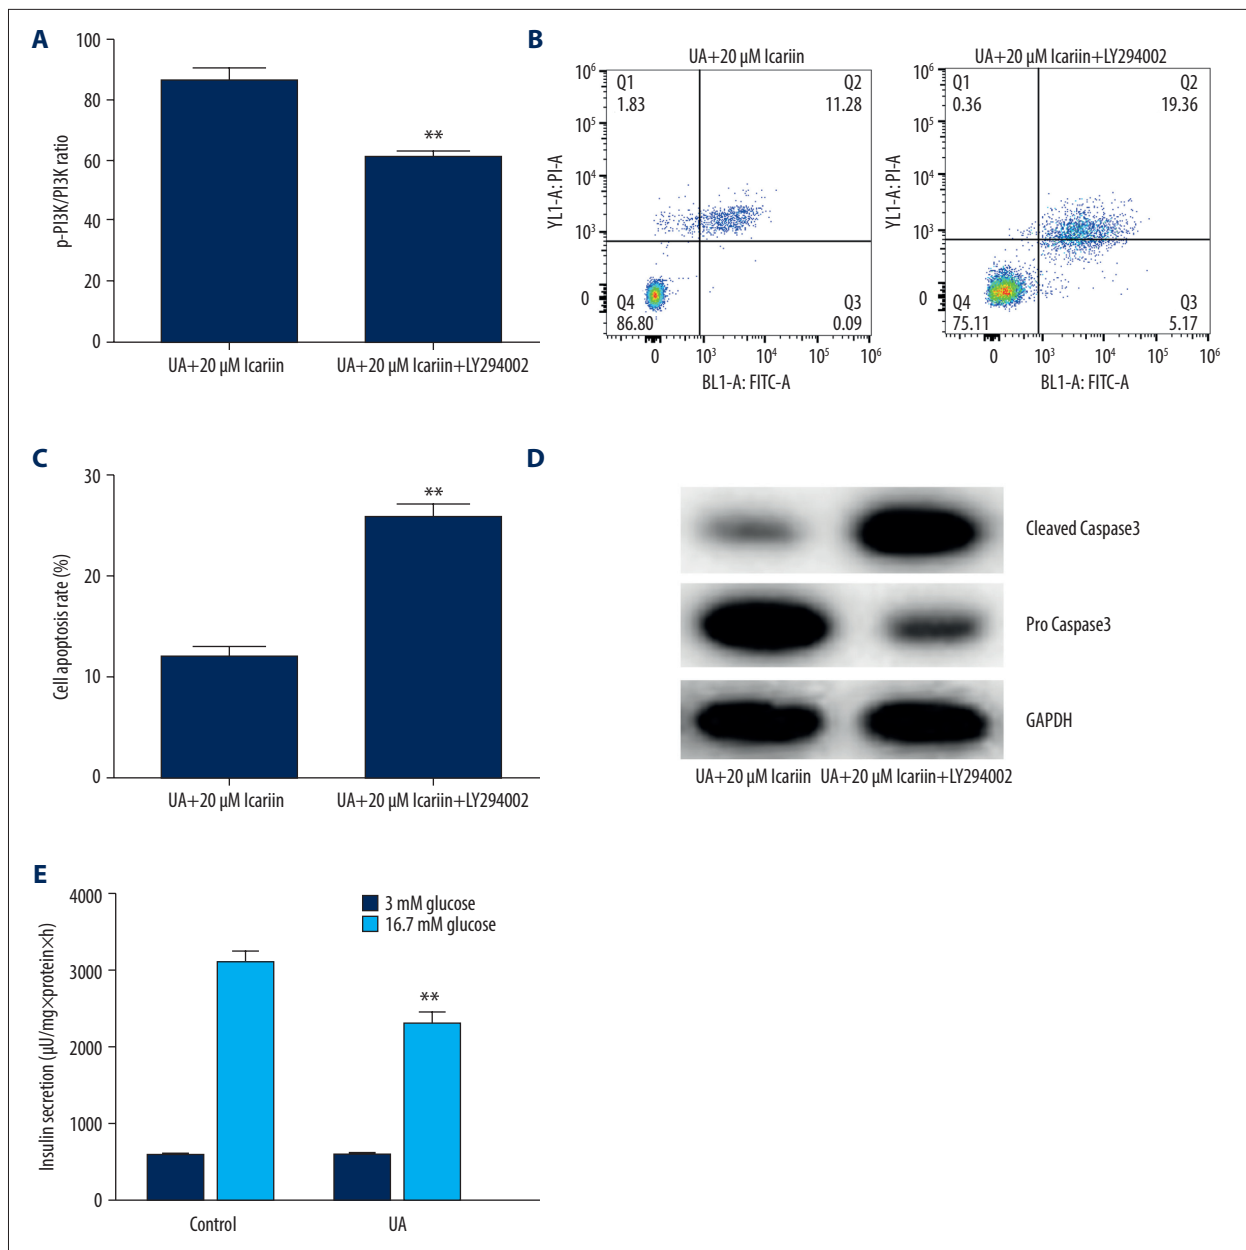 A
p-PI3K/PI3K ratio
100
80
60
40
20
0
**
UA+20 µM Icariin
UA+20 µM Icariin+LY294002
B
UA+20 µM Icariin
YL1-A: PI-A
10⁶
10⁵
10⁴
10³
0
Q1
1.83
Q2
11.28
Q4
86.80
Q3
0.09
0 10³ 10⁴ 10⁵ 10⁶
BL1-A: FITC-A
UA+20 µM Icariin+LY294002
YL1-A: PI-A
10⁶
10⁵
10⁴
10³
0
Q1
0.36
Q2
19.36
Q4
75.11
Q3
5.17
0 10³ 10⁴ 10⁵ 10⁶
BL1-A: FITC-A
C
Cell apoptosis rate (%)
30
20
10
0
**
UA+20 µM Icariin
UA+20 µM Icariin+LY294002
D
Cleaved Caspase3
Pro Caspase3
GAPDH
UA+20 µM Icariin
UA+20 µM Icariin+LY294002
E
Insulin secretion (µU/mg×protein×h)
4000
3000
2000
1000
0
3 mM glucose
16.7 mM glucose
**
Control
UA